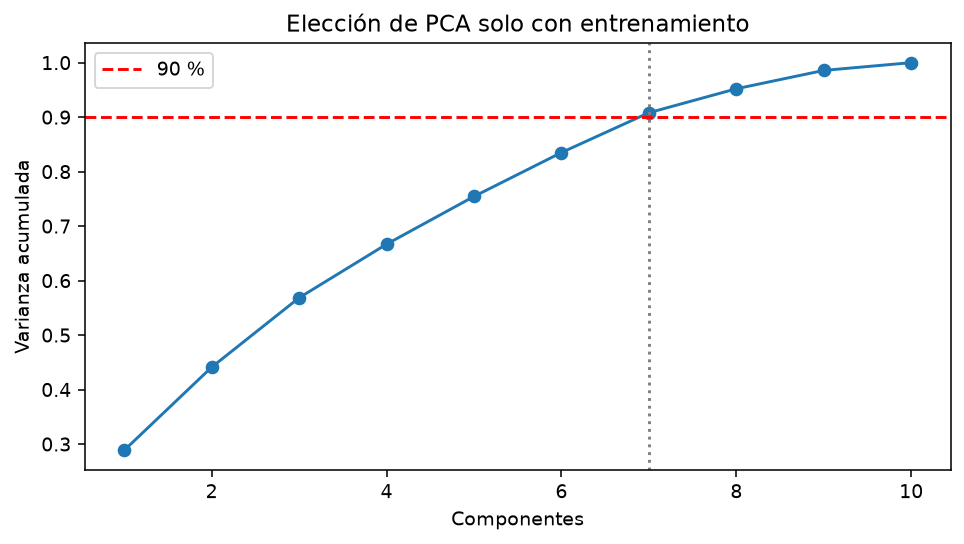 Elección de PCA solo con entrenamiento
90 %
Varianza acumulada
1.0
0.9
0.8
0.7
0.6
0.5
0.4
0.3
2 4 6 8 10
Componentes